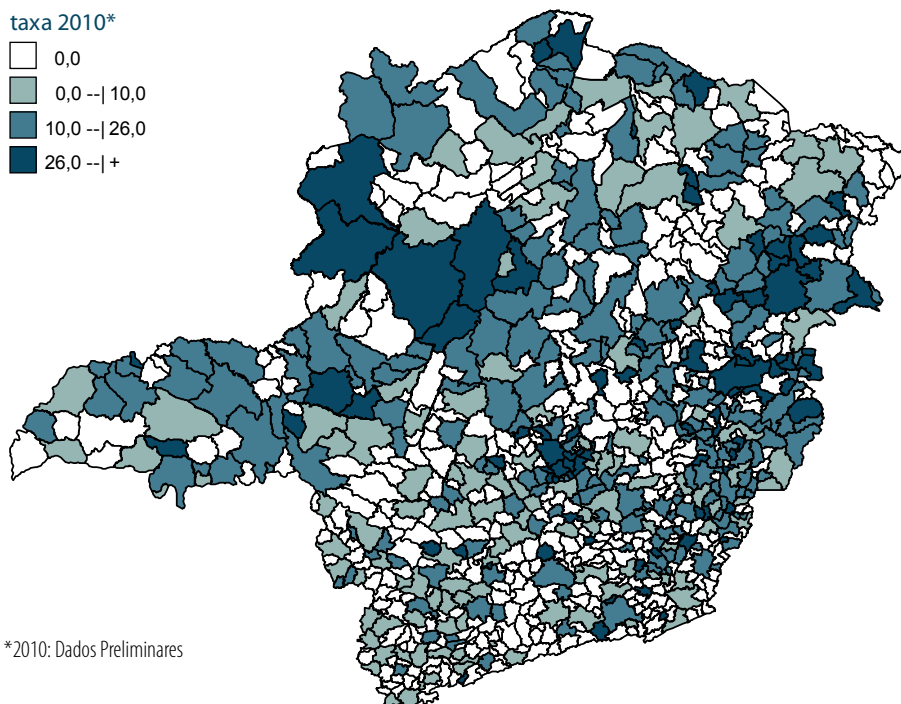 taxa 2010*
0,0
0,0 --| 10,0
10,0 --| 26,0
26,0 --| +
*2010: Dados Preliminares